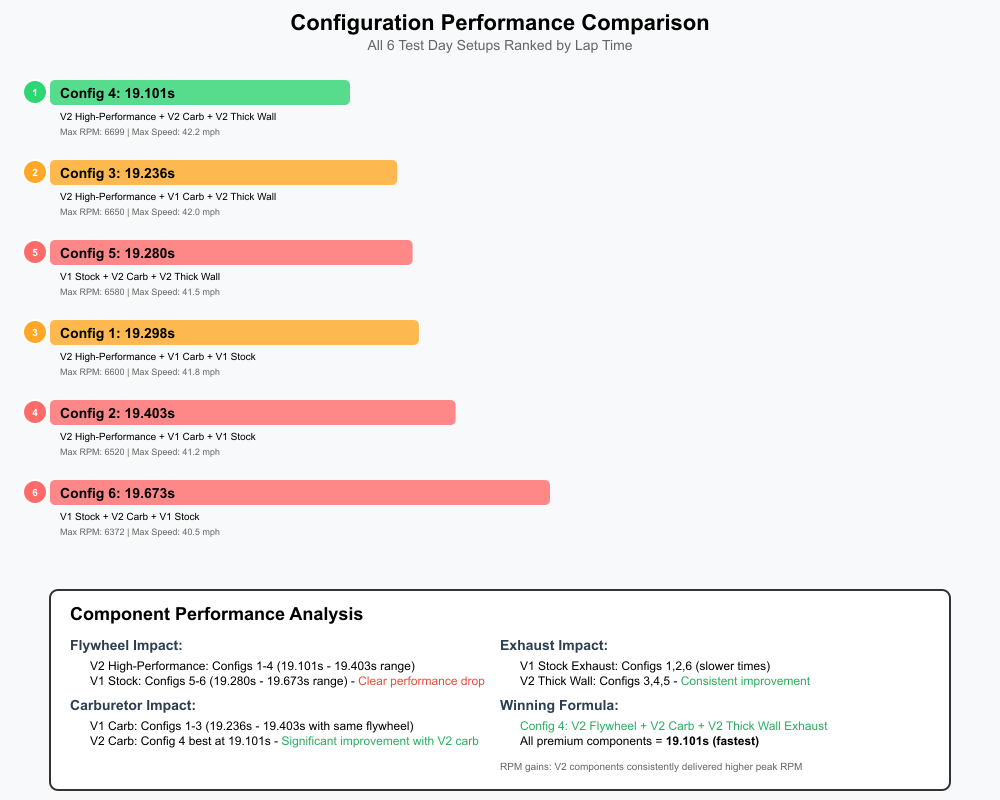 Configuration Performance Comparison
All 6 Test Day Setups Ranked by Lap Time
1
Config 4: 19.101s
V2 High-Performance + V2 Carb + V2 Thick Wall
Max RPM: 6699 | Max Speed: 42.2 mph
2
Config 3: 19.236s
V2 High-Performance + V1 Carb + V2 Thick Wall
Max RPM: 6650 | Max Speed: 42.0 mph
5
Config 5: 19.280s
V1 Stock + V2 Carb + V2 Thick Wall
Max RPM: 6580 | Max Speed: 41.5 mph
3
Config 1: 19.298s
V2 High-Performance + V1 Carb + V1 Stock
Max RPM: 6600 | Max Speed: 41.8 mph
4
Config 2: 19.403s
V2 High-Performance + V1 Carb + V1 Stock
Max RPM: 6520 | Max Speed: 41.2 mph
6
Config 6: 19.673s
V1 Stock + V2 Carb + V1 Stock
Max RPM: 6372 | Max Speed: 40.5 mph
Component Performance Analysis
Flywheel Impact:
V2 High-Performance: Configs 1-4 (19.101s - 19.403s range)
V1 Stock: Configs 5-6 (19.280s - 19.673s range) - Clear performance drop
Carburetor Impact:
V1 Carb: Configs 1-3 (19.236s - 19.403s with same flywheel)
V2 Carb: Config 4 best at 19.101s - Significant improvement with V2 carb
Exhaust Impact:
V1 Stock Exhaust: Configs 1,2,6 (slower times)
V2 Thick Wall: Configs 3,4,5 - Consistent improvement
Winning Formula:
Config 4: V2 Flywheel + V2 Carb + V2 Thick Wall Exhaust
All premium components = 19.101s (fastest)
RPM gains: V2 components consistently delivered higher peak RPM